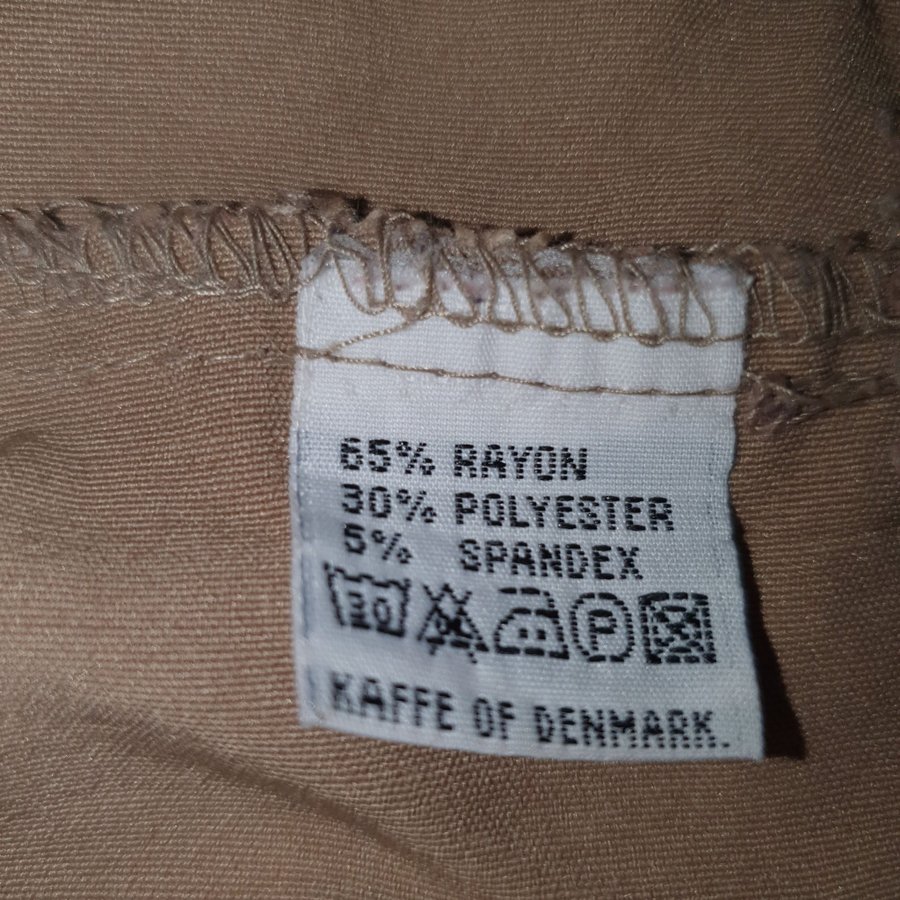 65% RAYON
30% POLYESTER
5% SPANDEX
P
KAFFE OF DENMARK.